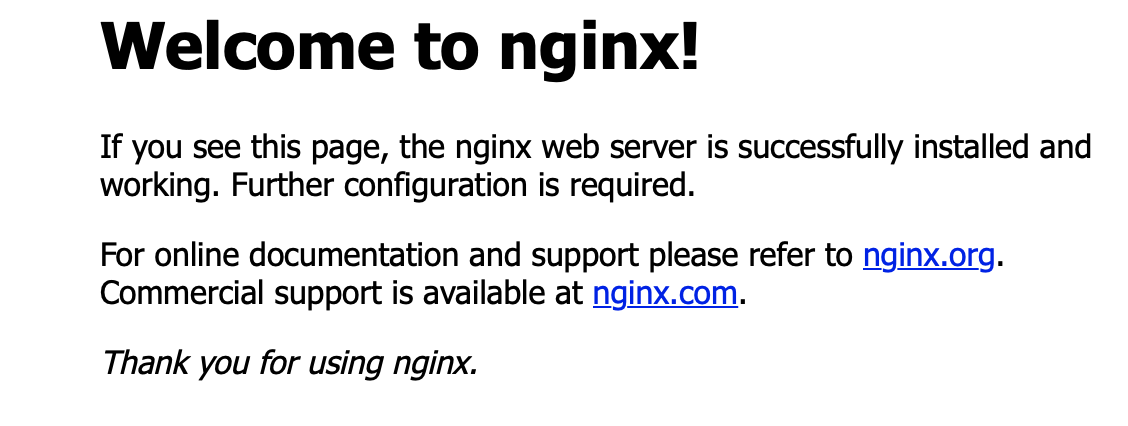 Welcome to nginx!
If you see this page, the nginx web server is successfully installed and
working. Further configuration is required.
For online documentation and support please refer to nginx.org.
Commercial support is available at nginx.com.
Thank you for using nginx.